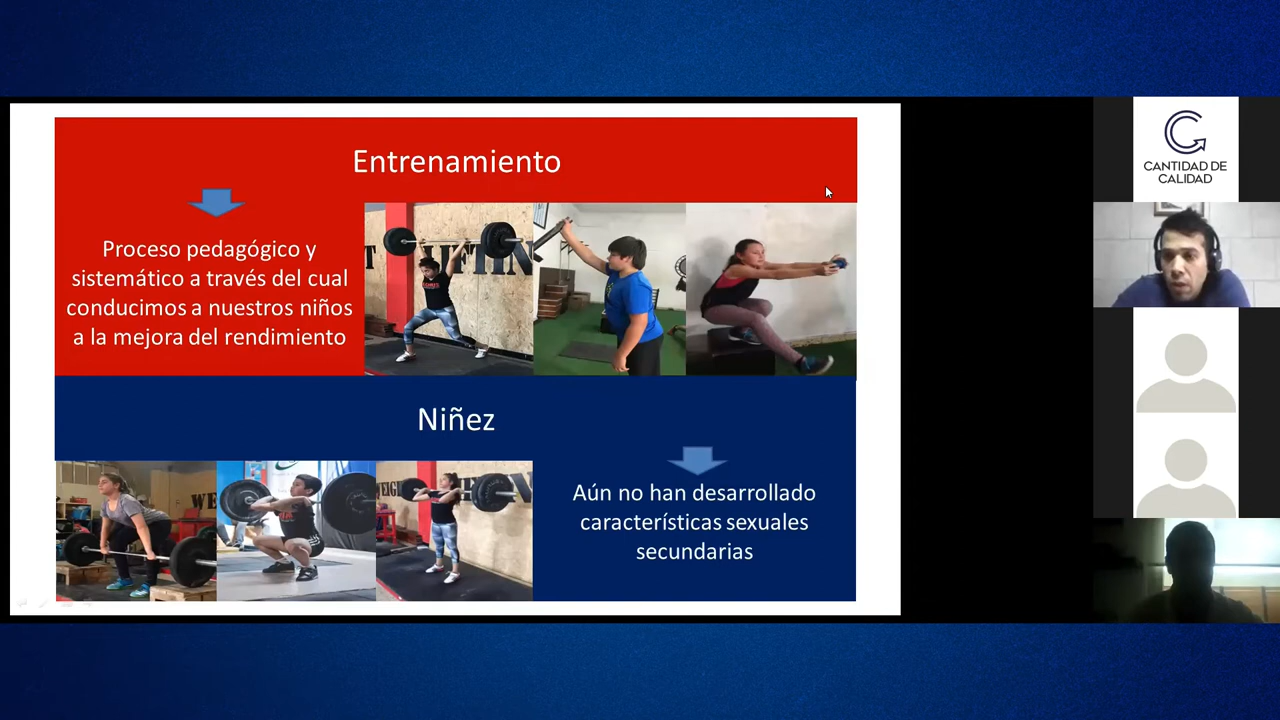 Entrenamiento
Proceso pedagógico y
sistemático a través del cual
conducimos a nuestros niños
a la mejora del rendimiento
Niñez
Aún no han desarrollado
características sexuales
secundarias
CANTIDAD DE
CALIDAD